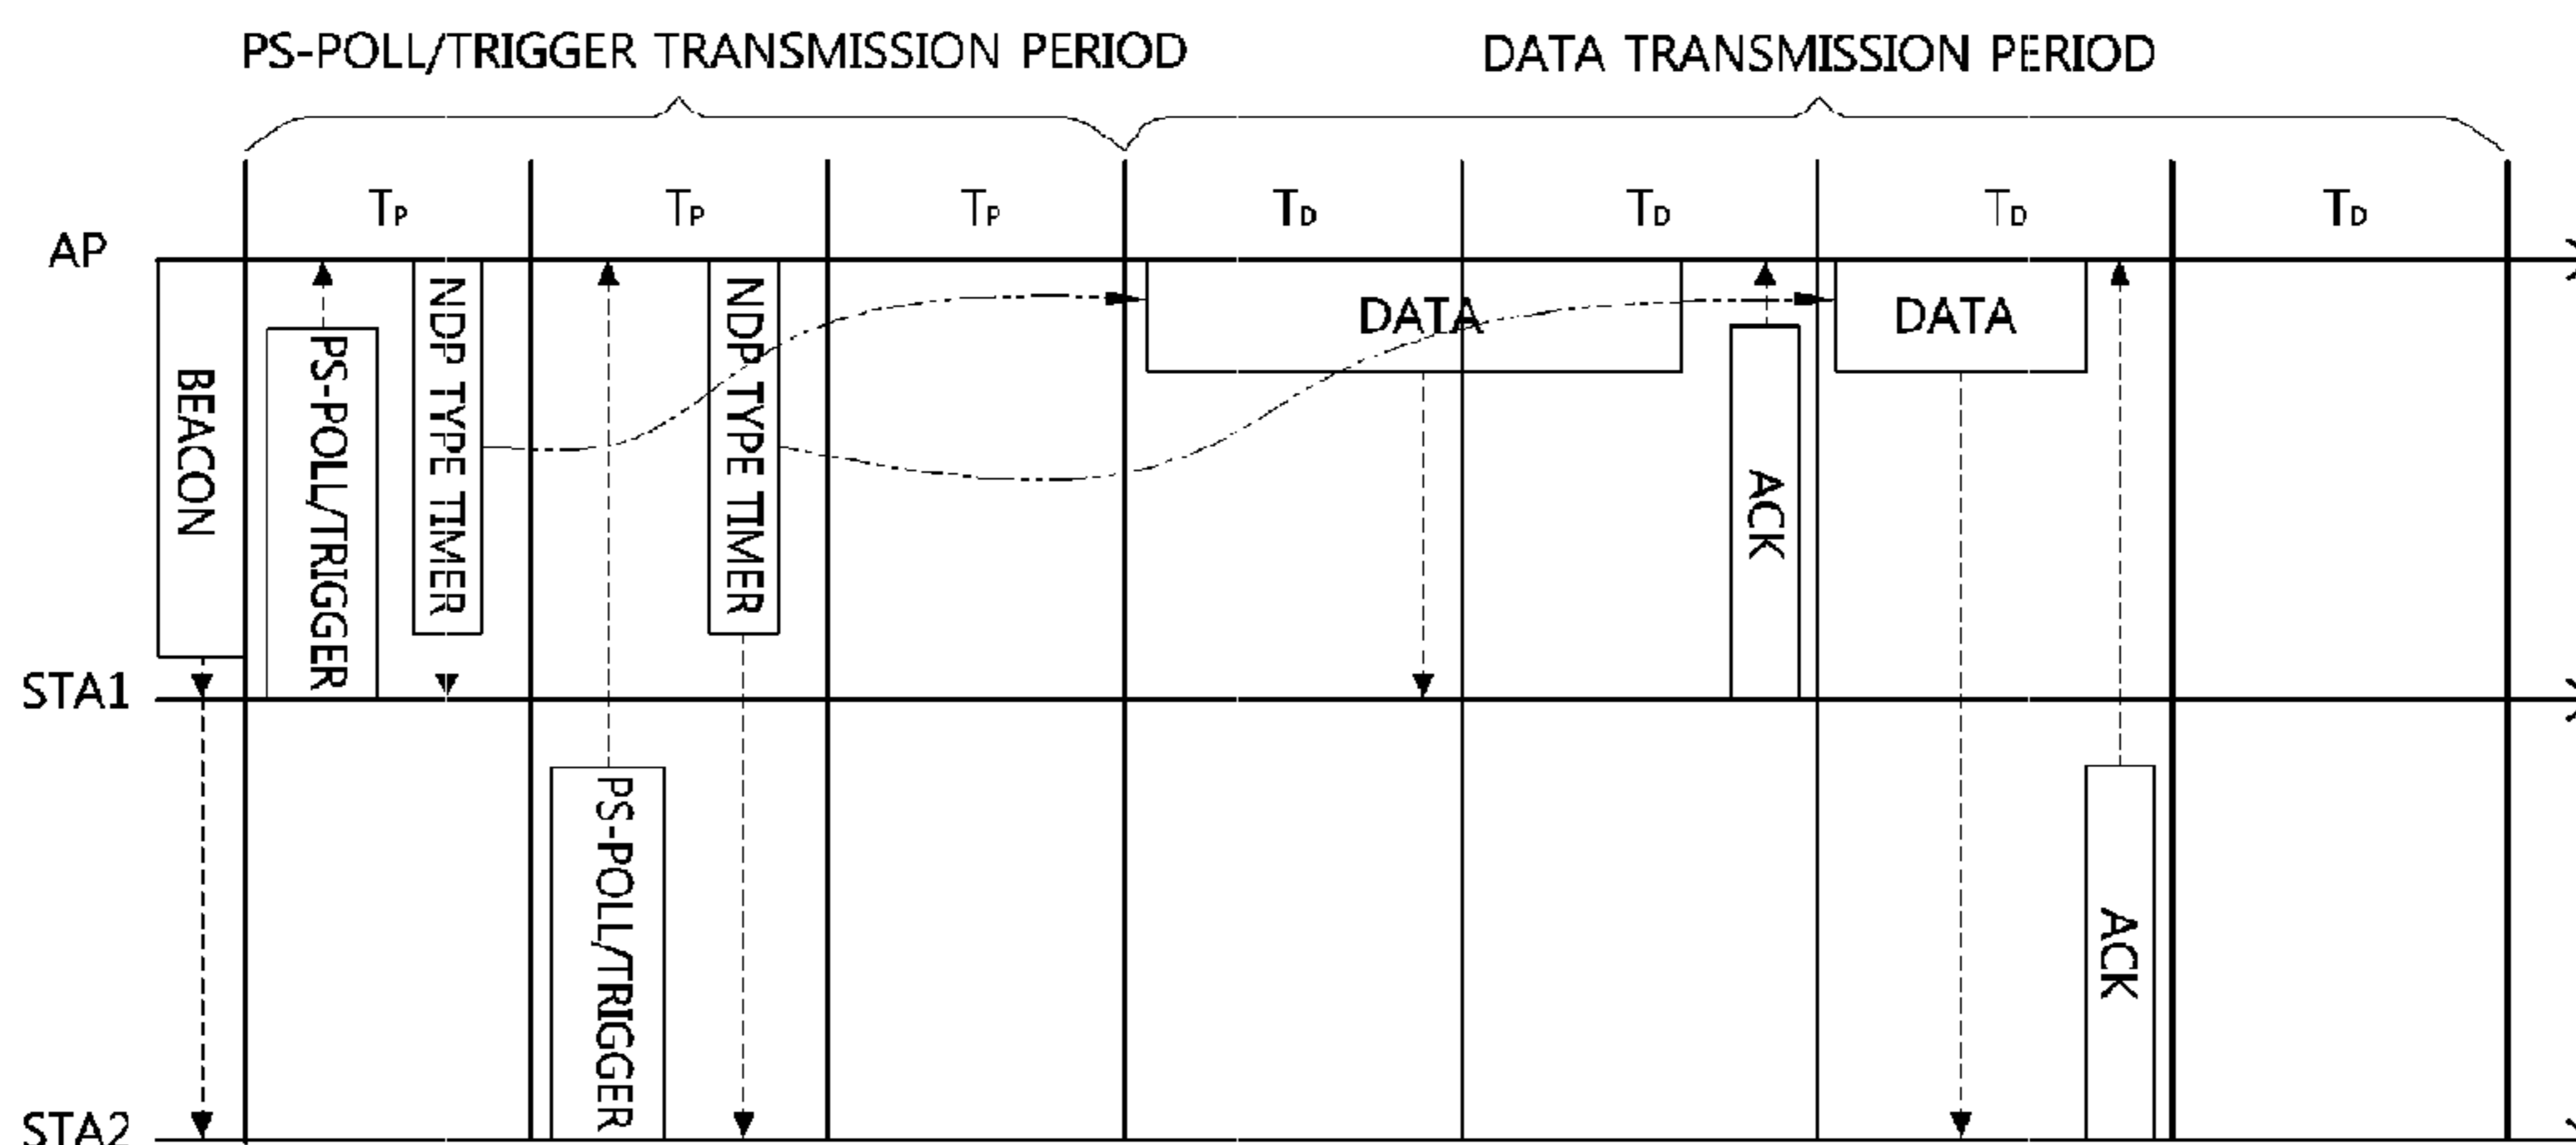 PS-POLL/TRIGGER TRANSMISSION PERIOD
DATA TRANSMISSION PERIOD
TP
TP
TP
TD
TD
TD
TD
AP
BEACON
PS-POLL/TRIGGER
NDP TYPE TIMER
NDP TYPE TIMER
DATA
ACK
DATA
STA1
PS-POLL/TRIGGER
ACK
STA2